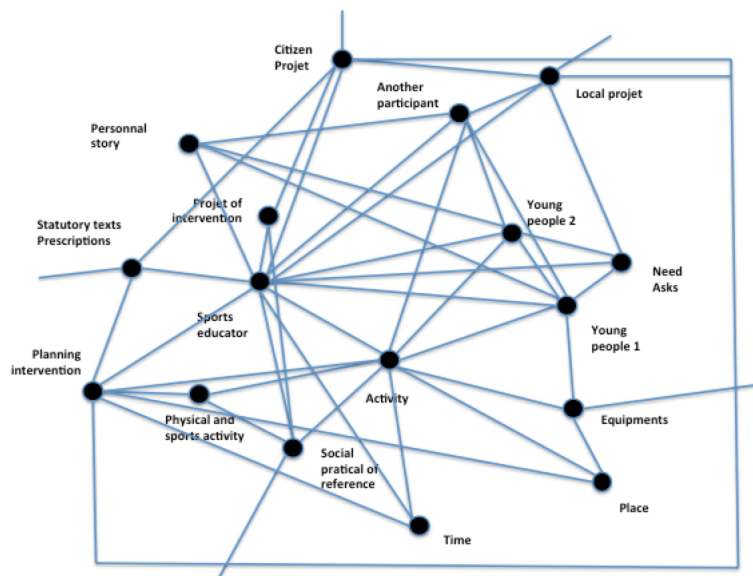 Citizen
Projet
Another
participant
Local projet
Personnal
story
Projet of
intervention
Young
people 2
Statutory texts
Prescriptions
Need
Asks
Sports
educator
Young
people 1
Planning
intervention
Activity
Physical and
sports activity
Equipments
Social
pratical of
reference
Place
Time